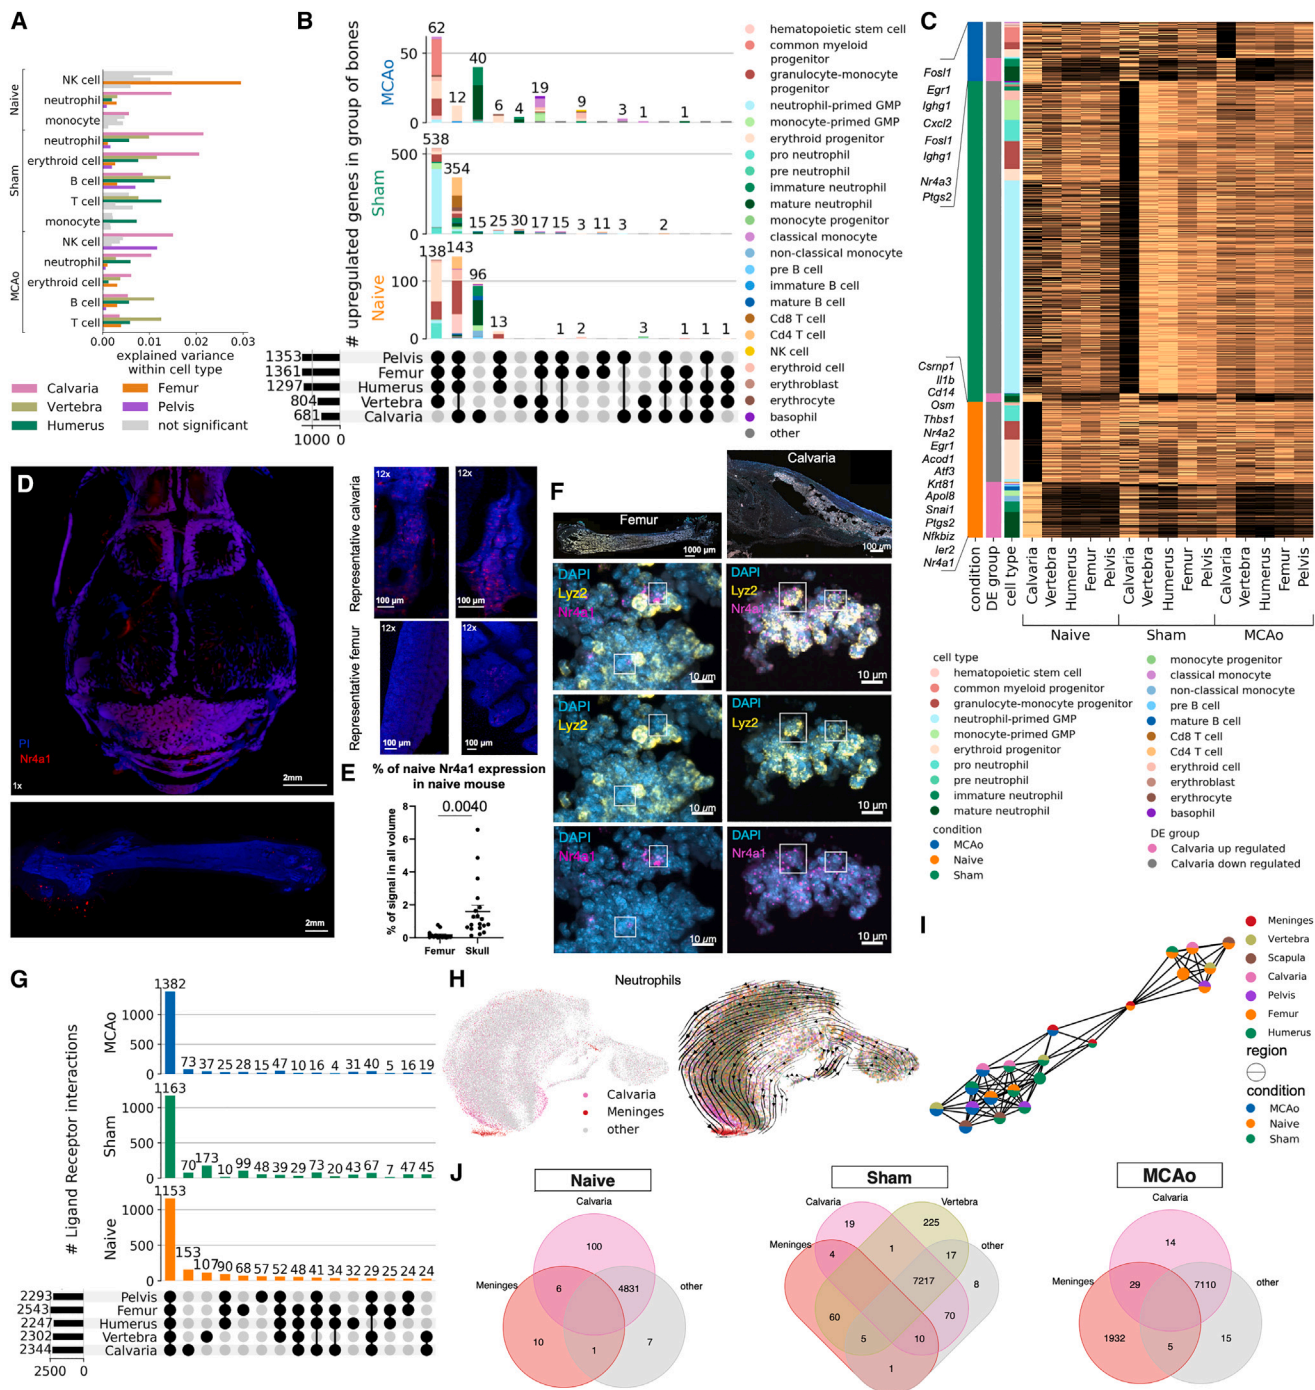 A
Naive
Sham
MCAo
NK cell
neutrophil
monocyte
neutrophil
erythroid cell
B cell
T cell
monocyte
NK cell
neutrophil
erythroid cell
B cell
T cell
0.00 0.01 0.02 0.03
explained variance
within cell type
Calvaria
Vertebra
Humerus
Femur
Pelvis
not significant
B
# upregulated genes in group of bones
MCAo
50
0
62 12 40 6 4 19 9 3 1 1
Sham
500
0
538 354 15 25 30 17 15 3 11 3 2
Naive
100
0
138 143 96 13 1 2 3 1 1 1
1353 Pelvis
1361 Femur
1297 Humerus
804 Vertebra
681 Calvaria
1000 0
hematopoietic stem cell
common myeloid
progenitor
granulocyte-monocyte
progenitor
neutrophil-primed GMP
monocyte-primed GMP
erythroid progenitor
pro neutrophil
pre neutrophil
immature neutrophil
mature neutrophil
monocyte progenitor
classical monocyte
non-classical monocyte
pre B cell
immature B cell
mature B cell
Cd8 T cell
Cd4 T cell
NK cell
erythroid cell
erythroblast
erythrocyte
basophil
other
C
Fosl1
Egr1
Ighg1
Cxcl2
Fosl1
Ighg1
Nr4a3
Ptgs2
Csrnp1
Il1b
Cd14
Osm
Thbs1
Nr4a2
Egr1
Acod1
Atf3
Krt81
Apol8
Snai1
Ptgs2
Nfkbiz
Ier2
Nr4a1
condition
DE group
cell type
Calvaria
Vertebra
Humerus
Femur
Pelvis
Calvaria
Vertebra
Humerus
Femur
Pelvis
Calvaria
Vertebra
Humerus
Femur
Pelvis
Naive Sham MCAo
cell type
hematopoietic stem cell
common myeloid progenitor
granulocyte-monocyte progenitor
neutrophil-primed GMP
monocyte-primed GMP
erythroid progenitor
pro neutrophil
pre neutrophil
immature neutrophil
mature neutrophil
monocyte progenitor
classical monocyte
non-classical monocyte
pre B cell
mature B cell
Cd8 T cell
Cd4 T cell
erythroid cell
erythroblast
erythrocyte
basophil
condition
MCAo
Naive
Sham
DE group
Calvaria up regulated
Calvaria down regulated
D
PI
Nr4a1
1x
2mm
2mm
Representative calvaria
12x
100 µm
12x
100 µm
Representative femur
12x
100 µm
12x
100 µm
E
% of naive Nr4a1 expression
in naive mouse
0.0040
% of signal in all volume
8
6
4
2
0
Femur Skull
F
Femur
1000 µm
Calvaria
100 µm
DAPI
Lyz2
Nr4a1
10 µm
DAPI
Lyz2
Nr4a1
10 µm
DAPI
Lyz2
10 µm
DAPI
Lyz2
10 µm
DAPI
Nr4a1
10 µm
DAPI
Nr4a1
10 µm
G
# Ligand Receptor interactions
MCAo
1000
500
0
1382 73 37 25 28 15 47 10 16 4 31 40 5 16 19
Sham
1000
500
0
1163 70 173 10 99 48 39 29 73 20 43 67 7 47 45
Naive
1000
500
0
1153 153 107 90 68 57 52 48 41 34 32 29 25 24 24
2293 Pelvis
2543 Femur
2247 Humerus
2302 Vertebra
2344 Calvaria
2500 0
H
Neutrophils
Calvaria
Meninges
other
I
Meninges
Vertebra
Scapula
Calvaria
Pelvis
Femur
Humerus
region
condition
MCAo
Naive
Sham
J
Naive
Calvaria
100
Meninges
6
4831
other
10
1
7
Sham
Calvaria
Vertebra
19
225
Meninges
4
1
17
other
7217
8
60
70
5
10
1
MCAo
Calvaria
14
Meninges
29
7110
other
1932
5
15